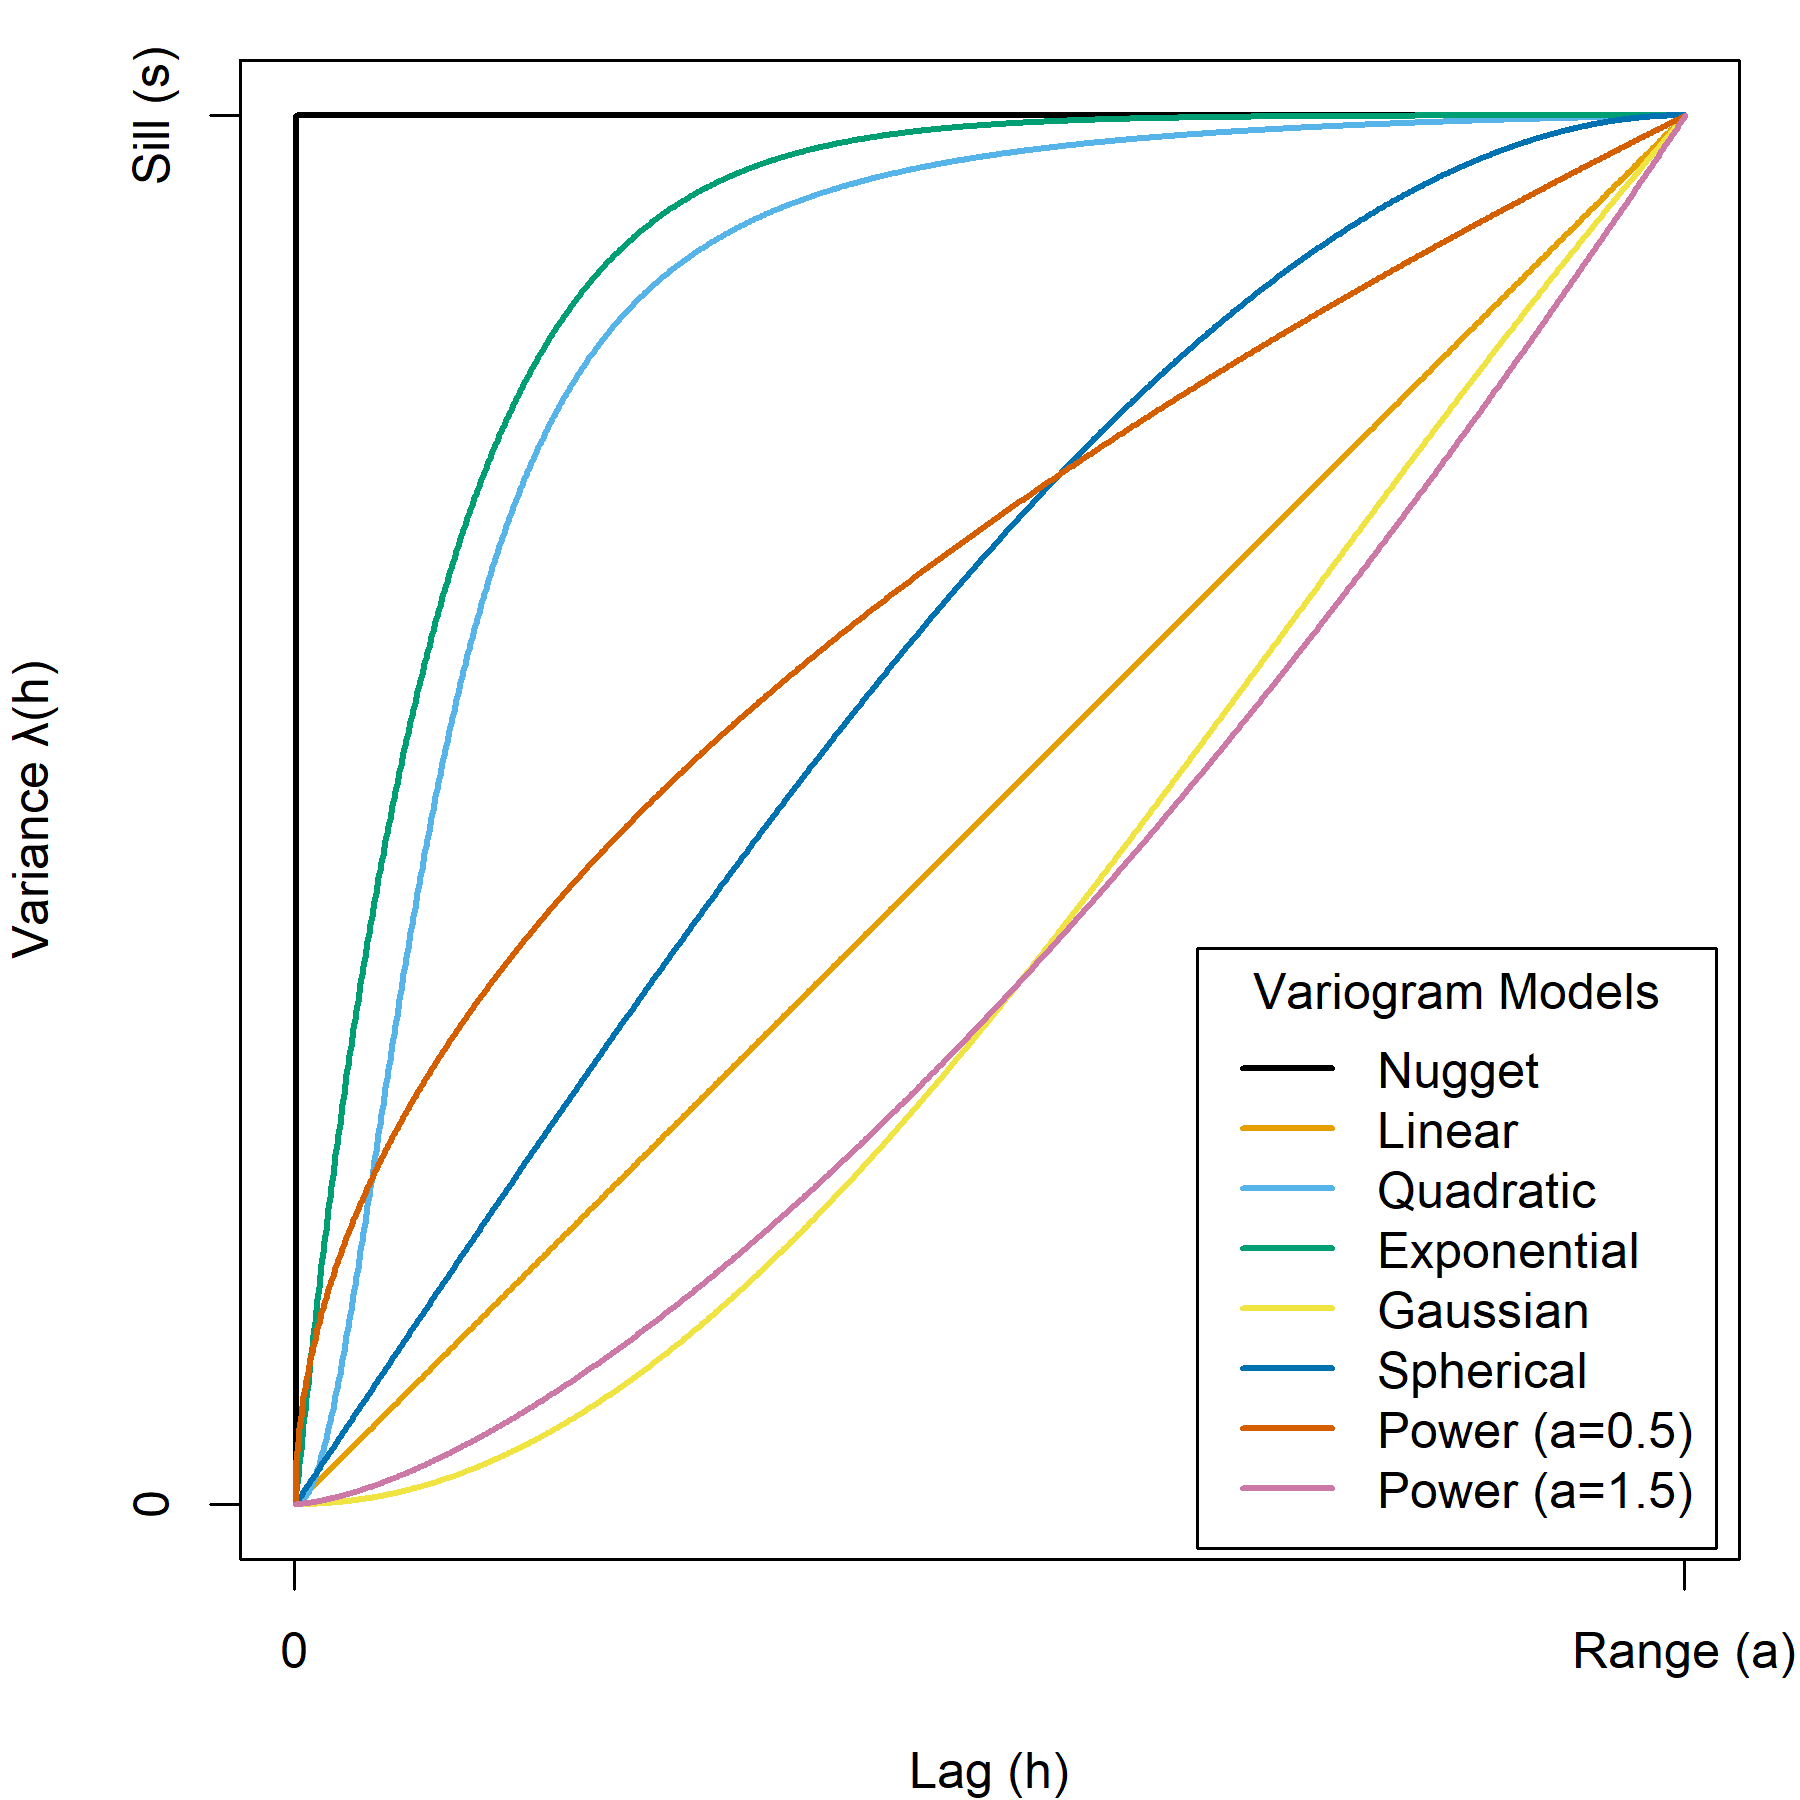 Sill (s)
0
Variance λ(h)
0
Range (a)
Lag (h)
Variogram Models
Nugget
Linear
Quadratic
Exponential
Gaussian
Spherical
Power (a=0.5)
Power (a=1.5)